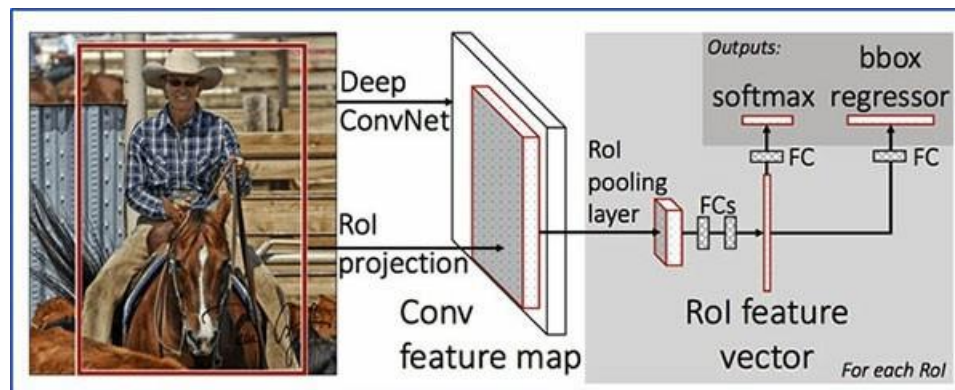 Deep
ConvNet
RoI
projection
Conv
feature map
RoI
pooling
layer
FCs
Outputs:
softmax
bbox
regressor
FC
FC
RoI feature
vector
For each RoI